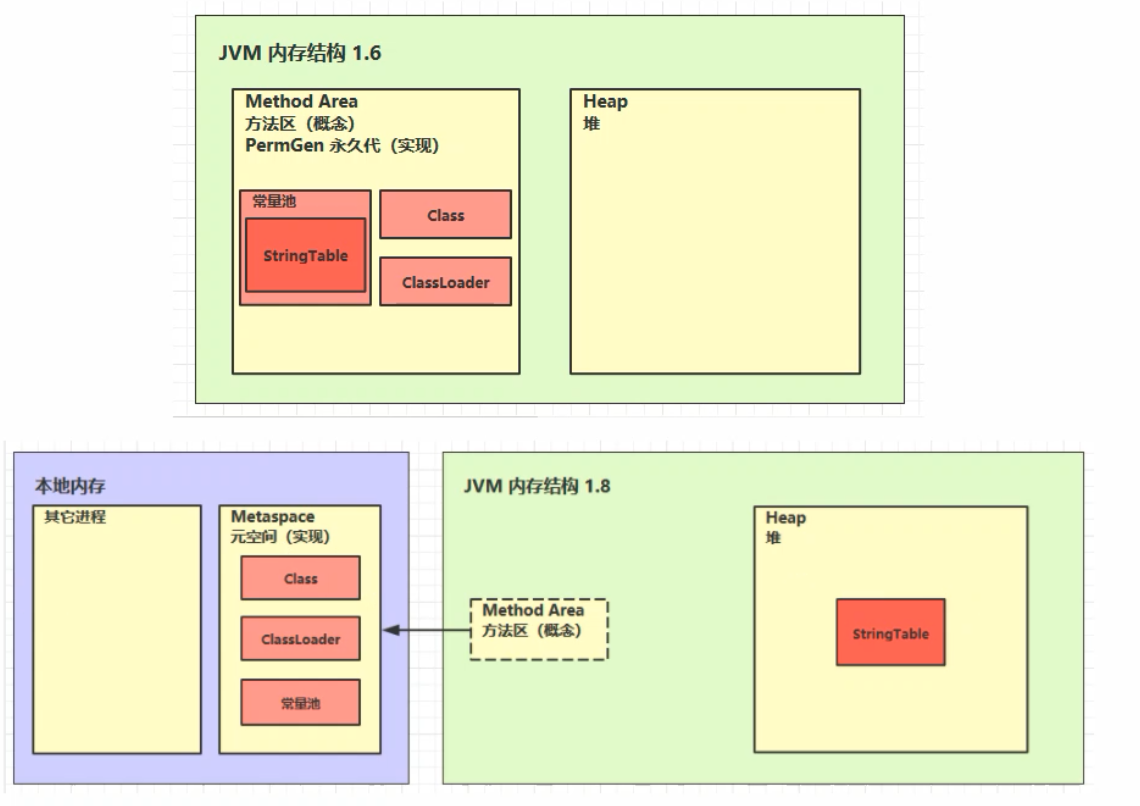 JVM 内存结构 1.6
Method Area
方法区（概念）
PermGen 永久代（实现）
常量池
StringTable
Class
ClassLoader
Heap
堆
本地内存
其它进程
Metaspace
元空间（实现）
Class
ClassLoader
常量池
JVM 内存结构 1.8
Method Area
方法区（概念）
Heap
堆
StringTable